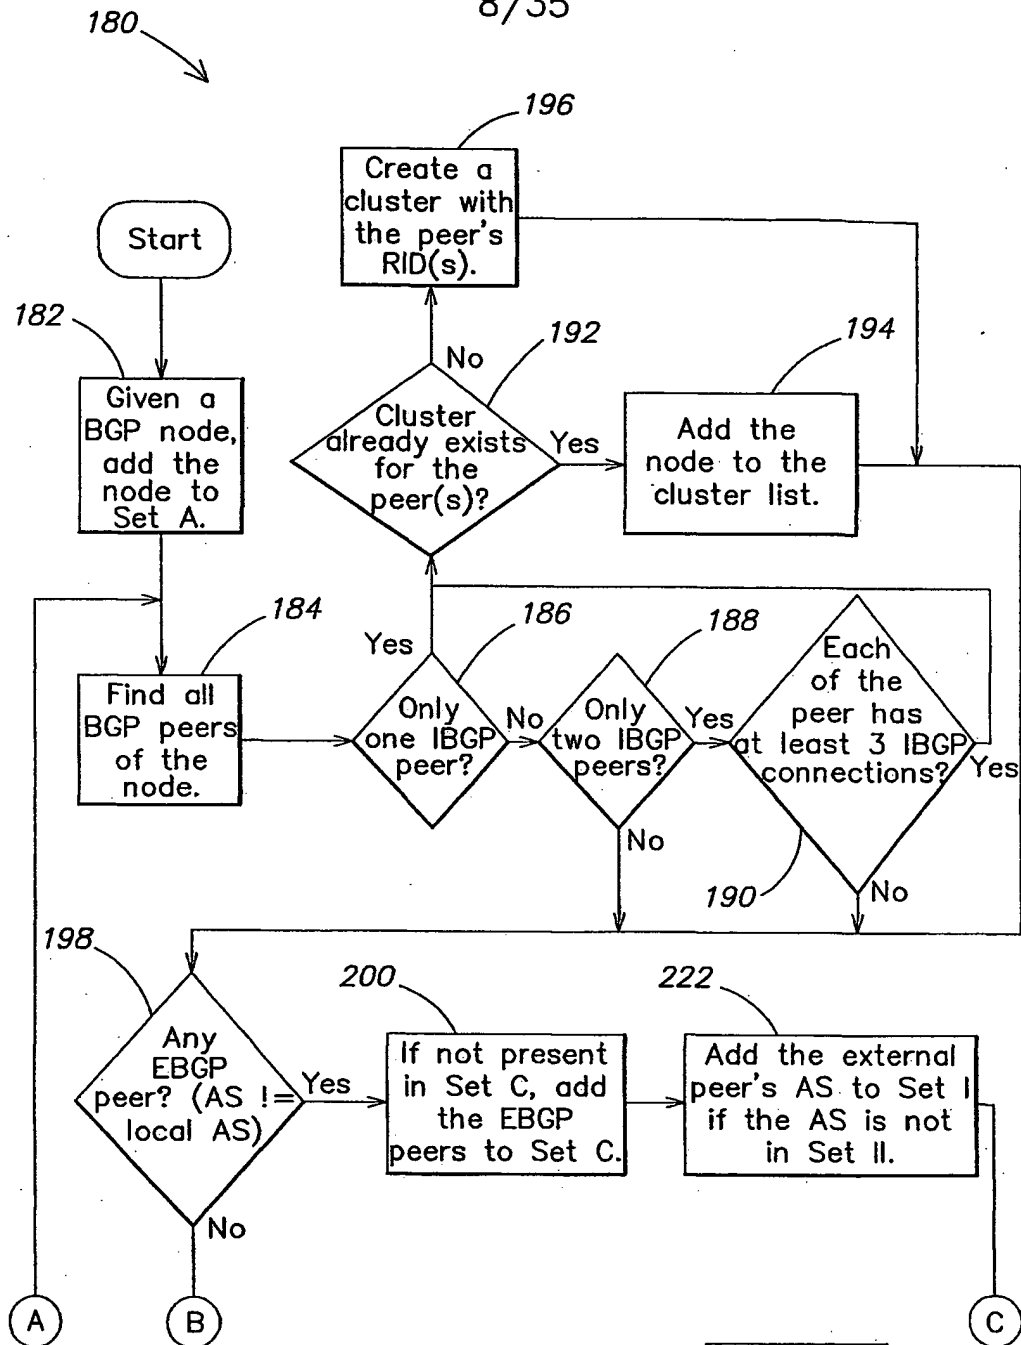 8/35
180
196
Create a
cluster with
the peer's
RID(s).
Start
182
192
194
No
Given a
BGP node,
add the
node to
Set A.
Cluster
already exists
for the
peer(s)?
Yes
Add the
node to the
cluster list.
184
186
188
Yes
Find all
BGP peers
of the
node.
Only
one IBGP
peer?
No
Only
two IBGP
peers?
Yes
Each
of the
peer has
at least 3 IBGP
connections?
Yes
No
190
No
198
200
222
Any
EBGP
peer? (AS !=
local AS)
Yes
If not present
in Set C, add
the EBGP
peers to Set C.
Add the external
peer's AS to Set I
if the AS is not
in Set II.
No
A
B
C